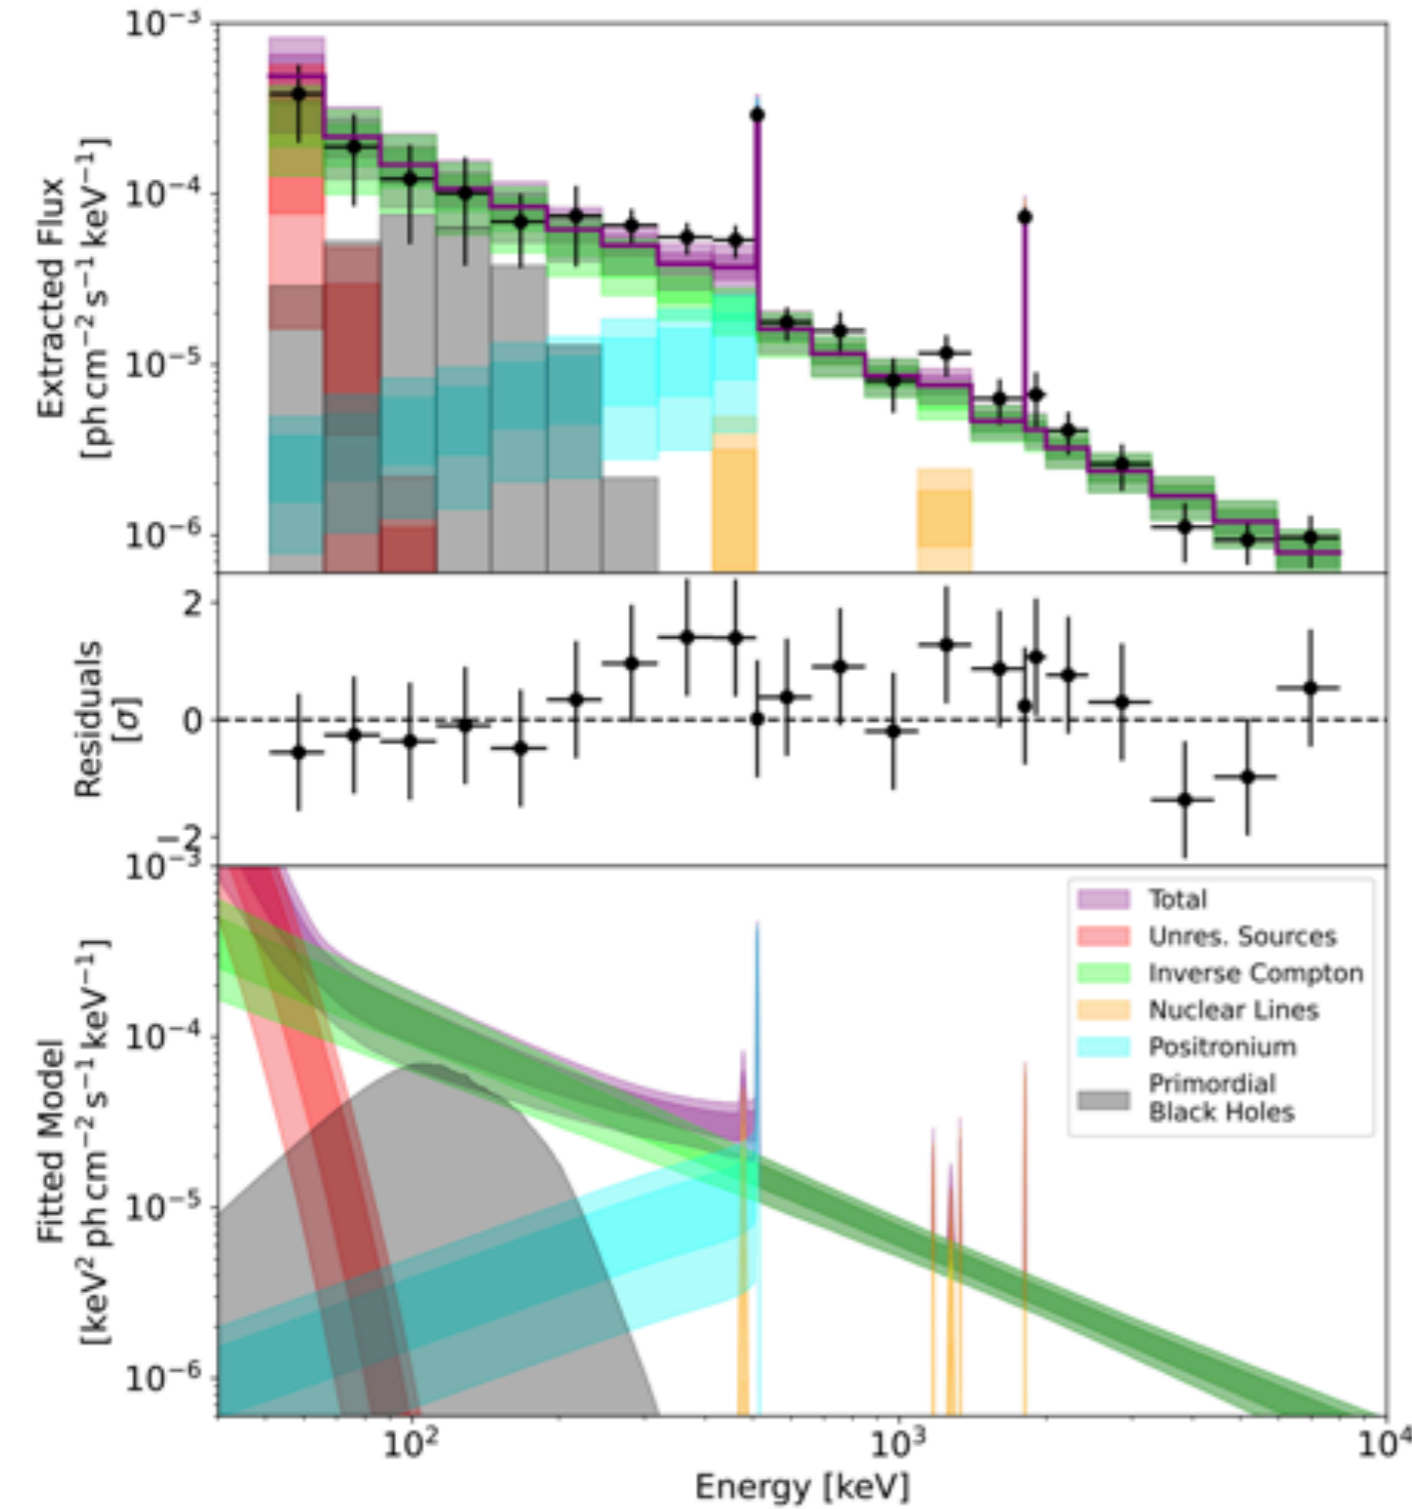 10⁻³
10⁻⁴
10⁻⁵
10⁻⁶
Extracted Flux
[ph cm⁻² s⁻¹ keV⁻¹]
2
0
−2
Residuals
[σ]
10⁻³
10⁻⁴
10⁻⁵
10⁻⁶
Fitted Model
[keV² ph cm⁻² s⁻¹ keV⁻¹]
Total
Unres. Sources
Inverse Compton
Nuclear Lines
Positronium
Primordial
Black Holes
10² 10³ 10⁴
Energy [keV]